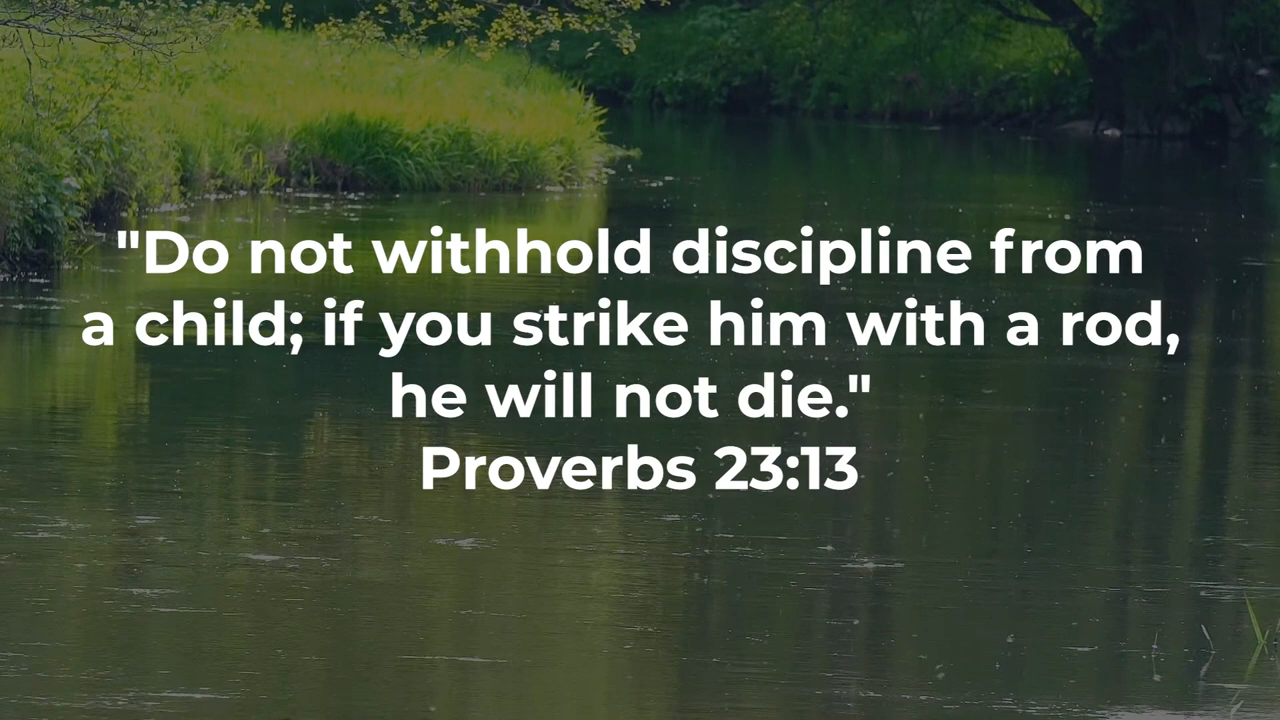 "Do not withhold discipline from
a child; if you strike him with a rod,
he will not die."
Proverbs 23:13